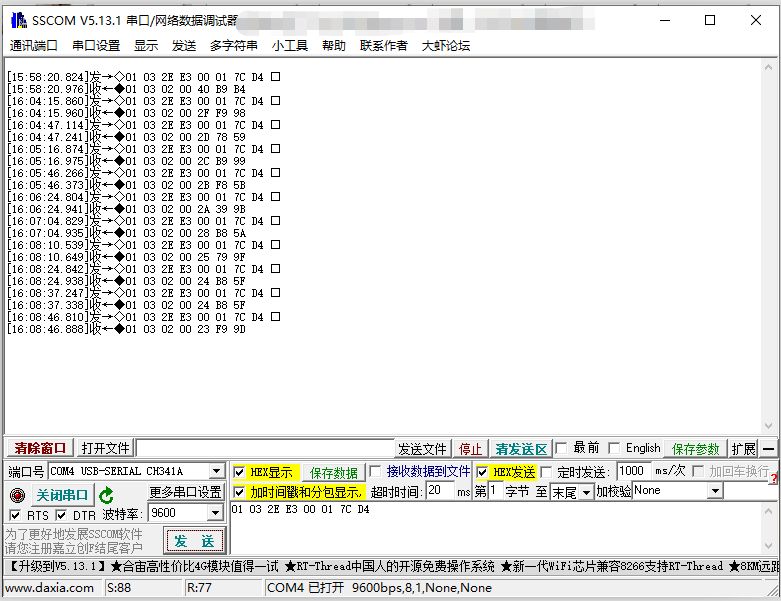 SSCOM V5.13.1 串口/网络数据调试器
通讯端口 串口设置 显示 发送 多字符串 小工具 帮助 联系作者 大虾论坛
[15:58:20.824]发→◇01 03 2E E3 00 01 7C D4 □
[15:58:20.976]收←◆01 03 02 00 40 B9 B4
[16:04:15.860]发→◇01 03 2E E3 00 01 7C D4 □
[16:04:15.960]收←◆01 03 02 00 2F F9 98
[16:04:47.114]发→◇01 03 2E E3 00 01 7C D4 □
[16:04:47.241]收←◆01 03 02 00 2D 78 59
[16:05:16.874]发→◇01 03 2E E3 00 01 7C D4 □
[16:05:16.975]收←◆01 03 02 00 2C B9 99
[16:05:46.266]发→◇01 03 2E E3 00 01 7C D4 □
[16:05:46.373]收←◆01 03 02 00 2B F8 5B
[16:06:24.804]发→◇01 03 2E E3 00 01 7C D4 □
[16:06:24.941]收←◆01 03 02 00 2A 39 9B
[16:07:04.829]发→◇01 03 2E E3 00 01 7C D4 □
[16:07:04.935]收←◆01 03 02 00 28 B8 5A
[16:08:10.539]发→◇01 03 2E E3 00 01 7C D4 □
[16:08:10.649]收←◆01 03 02 00 25 79 9F
[16:08:24.842]发→◇01 03 2E E3 00 01 7C D4 □
[16:08:24.938]收←◆01 03 02 00 24 B8 5F
[16:08:37.247]发→◇01 03 2E E3 00 01 7C D4 □
[16:08:37.338]收←◆01 03 02 00 24 B8 5F
[16:08:46.810]发→◇01 03 2E E3 00 01 7C D4 □
[16:08:46.888]收←◆01 03 02 00 23 F9 9D
清除窗口 打开文件 发送文件 停止 清发送区 最前 English 保存参数 扩展 —
端口号 COM4 USB-SERIAL CH341A HEX显示 保存数据 接收数据到文件 HEX发送 定时发送: 1000 ms/次 加回车换行
关闭串口 更多串口设置 加时间戳和分包显示, 超时时间: 20 ms 第 1 字节 至 末尾 加校验 None
RTS DTR 波特率: 9600 01 03 2E E3 00 01 7C D4
为了更好地发展SSCOM软件
请您注册嘉立创F结尾客户
发 送
【升级到V5.13.1】★合宙高性价比4G模块值得一试 ★RT-Thread中国人的开源免费操作系统 ★新一代WiFi芯片兼容8266支持RT-Thread ★8KM远距
www.daxia.com S:88 R:77 COM4 已打开 9600bps,8,1,None,None